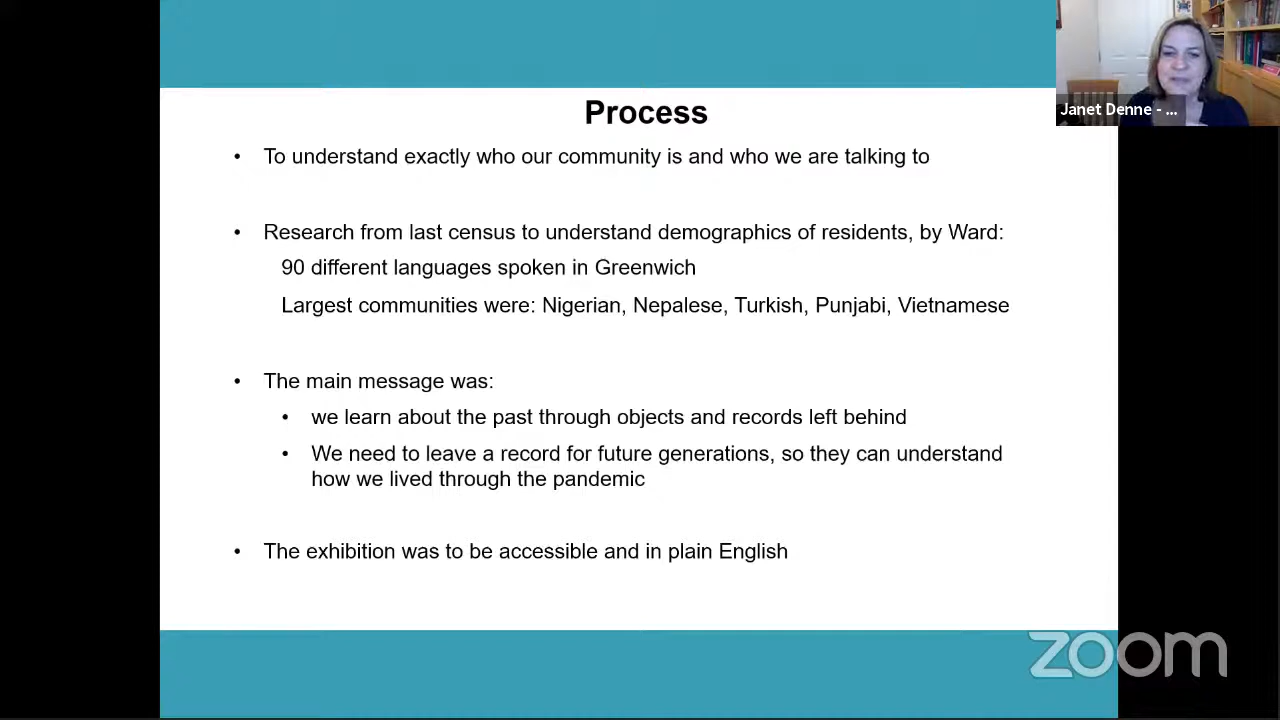 Process
• To understand exactly who our community is and who we are talking to
• Research from last census to understand demographics of residents, by Ward:
90 different languages spoken in Greenwich
Largest communities were: Nigerian, Nepalese, Turkish, Punjabi, Vietnamese
• The main message was:
• we learn about the past through objects and records left behind
• We need to leave a record for future generations, so they can understand
how we lived through the pandemic
• The exhibition was to be accessible and in plain English
Janet Denne - ...
zoom